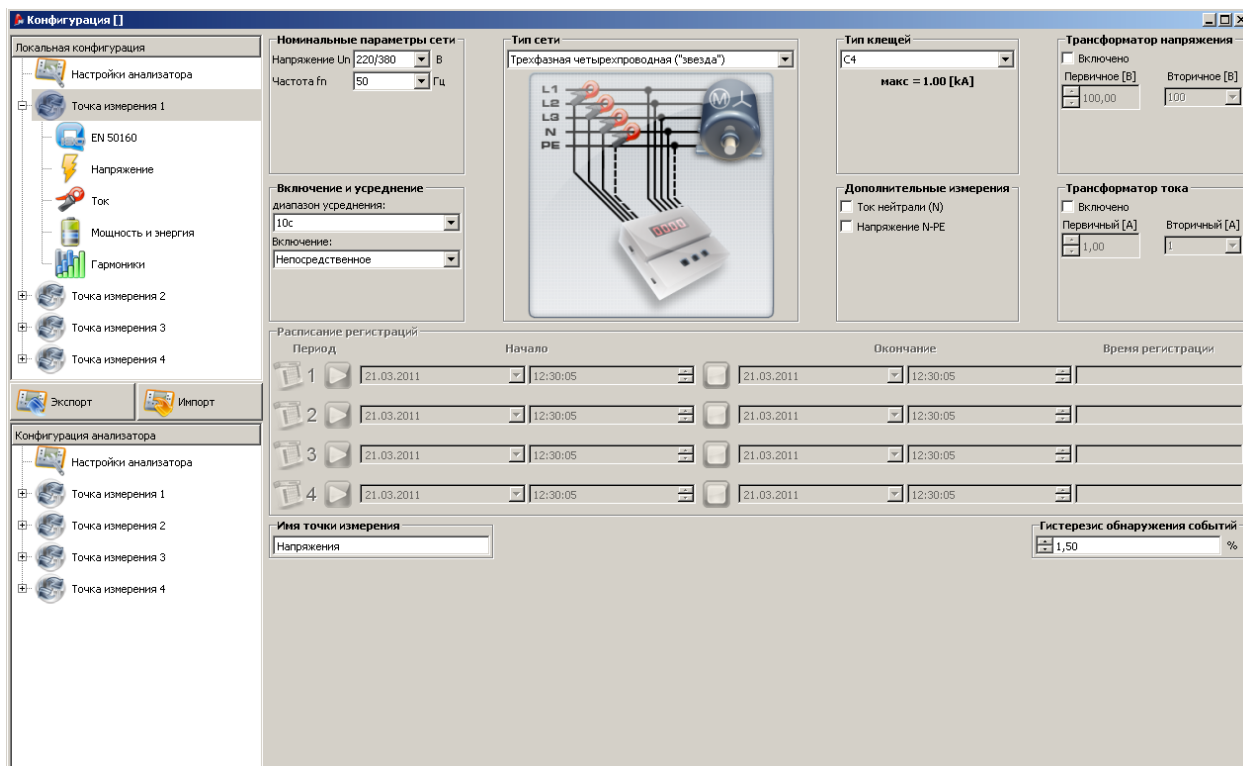 Конфигурация []
Локальная конфигурация
Настройки анализатора
Точка измерения 1
EN 50160
Напряжение
Ток
Мощность и энергия
Гармоники
Точка измерения 2
Точка измерения 3
Точка измерения 4
Экспорт
Импорт
Конфигурация анализатора
Настройки анализатора
Точка измерения 1
Точка измерения 2
Точка измерения 3
Точка измерения 4
Номинальные параметры сети
Напряжение Un 220/380 В
Частота fn 50 Гц
Включение и усреднение
диапазон усреднения:
10с
Включение:
Непосредственное
Тип сети
Трехфазная четырехпроводная ("звезда")
L1
L2
L3
N
PE
M
Тип клещей
C4
макс = 1.00 [kA]
Дополнительные измерения
Ток нейтрали (N)
Напряжение N-PE
Трансформатор напряжения
Включено
Первичное [В] Вторичное [В]
100,00 100
Трансформатор тока
Включено
Первичный [А] Вторичный [А]
1,00 1
Расписание регистраций
Период Начало Окончание Время регистрации
1 21.03.2011 12:30:05 21.03.2011 12:30:05
2 21.03.2011 12:30:05 21.03.2011 12:30:05
3 21.03.2011 12:30:05 21.03.2011 12:30:05
4 21.03.2011 12:30:05 21.03.2011 12:30:05
Имя точки измерения
Напряжения
Гистерезис обнаружения событий
1,50 %